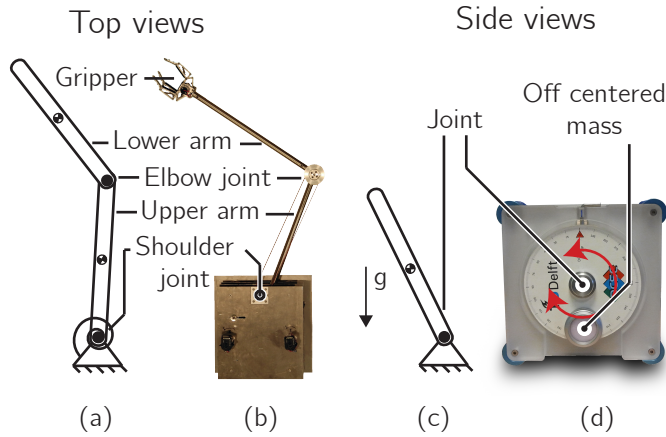 Top views
Side views
Gripper
Lower arm
Elbow joint
Upper arm
Shoulder
joint
Joint
Off centered
mass
g
Delft
(a)
(b)
(c)
(d)